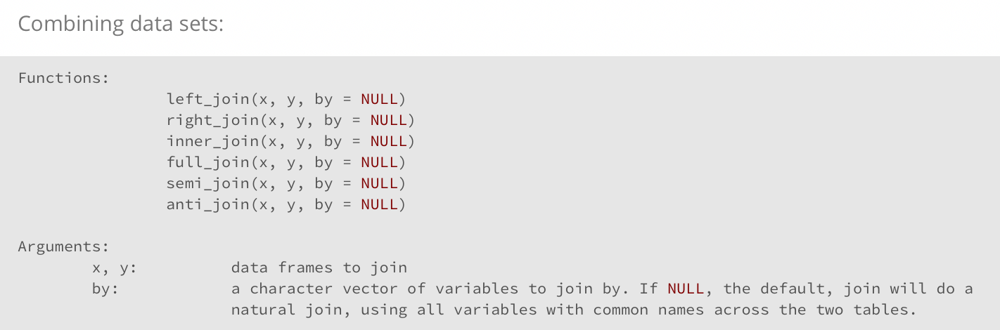 Combining data sets:
Functions:
left_join(x, y, by = NULL)
right_join(x, y, by = NULL)
inner_join(x, y, by = NULL)
full_join(x, y, by = NULL)
semi_join(x, y, by = NULL)
anti_join(x, y, by = NULL)
Arguments:
x, y: data frames to join
by: a character vector of variables to join by. If NULL, the default, join will do a
natural join, using all variables with common names across the two tables.